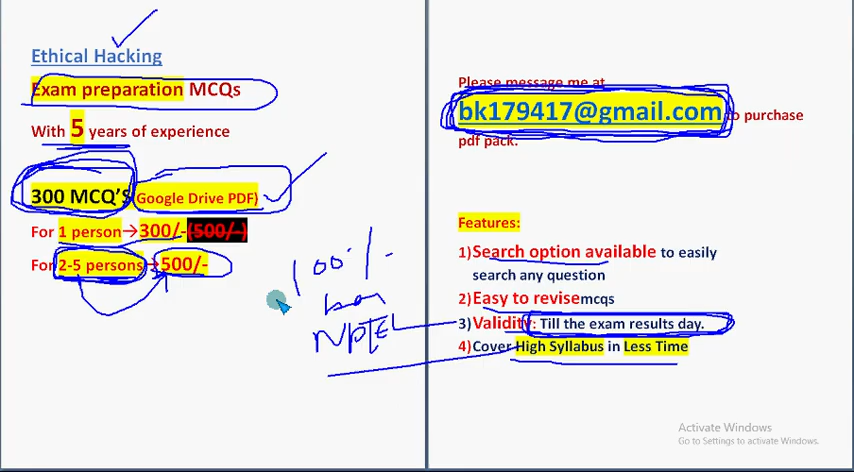 Ethical Hacking
Exam preparation MCQs
With 5 years of experience
300 MCQ'S(Google Drive PDF)
For 1 person→300/-(500/-)
For 2-5 persons→500/-
100%
NPTEL
Please message me at
bk179417@gmail.com to purchase
pdf pack.
Features:
1)Search option available to easily
search any question
2)Easy to revise mcqs
3)Validity: Till the exam results day.
4)Cover High Syllabus in Less Time
Activate Windows
Go to Settings to activate Windows.